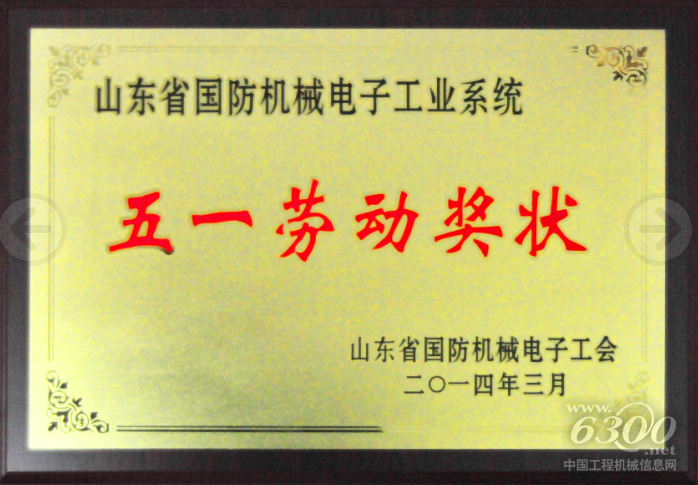 山东省国防机械电子工业系统
五一劳动奖状
山东省国防机械电子工会
二〇一四年三月
www.
6300
.net
中国工程机械信息网